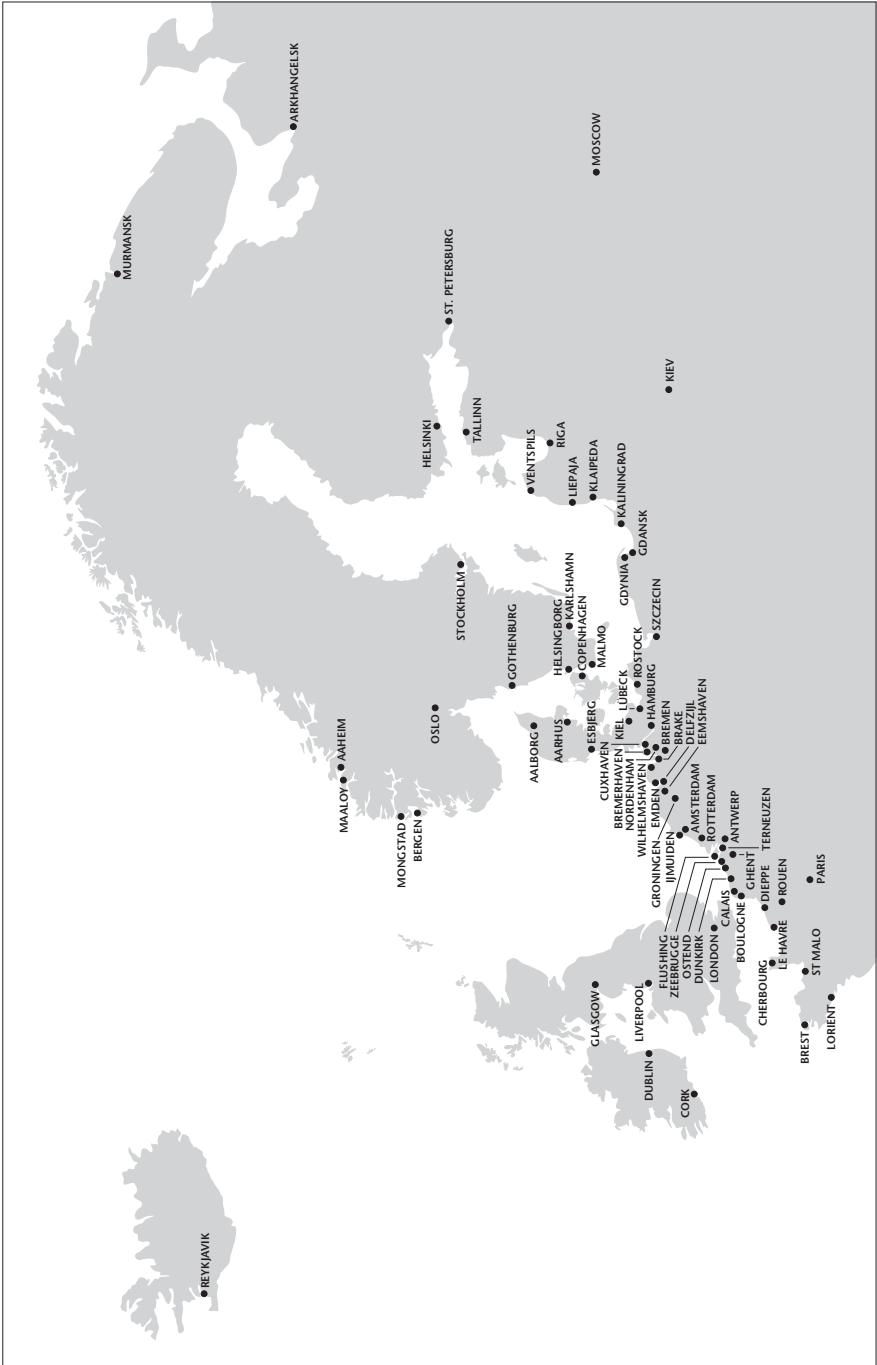 REYKJAVIK
MURMANSK
ARKHANGELSK
MAALOY
AAHEIM
MONGSTAD
BERGEN
OSLO
HELSINKI
ST. PETERSBURG
STOCKHOLM
TALLINN
GOTHENBURG
VENTSPILS
RIGA
AALBORG
AARHUS
HELSINGBORG
KARLSHAMN
LIEPAJA
MOSCOW
COPENHAGEN
ESBJERG
MALMO
KLAIPEDA
GLASGOW
KALININGRAD
GDYNIA
GDANSK
KIEL
LÜBECK
ROSTOCK
CUXHAVEN
HAMBURG
SZCZECIN
KIEV
BREMERHAVEN
NORDENHAM
BREMEN
WILHELMSHAVEN
BRAKE
EMDEN
DELFZIJL
EEMSHAVEN
DUBLIN
LIVERPOOL
GRONINGEN
IJMUIDEN
AMSTERDAM
ROTTERDAM
CORK
FLUSHING
ZEEBRUGGE
OSTEND
DUNKIRK
LONDON
ANTWERP
TERNEUZEN
CALAIS
GHENT
BOULOGNE
DIEPPE
CHERBOURG
LE HAVRE
ROUEN
BREST
ST MALO
PARIS
LORIENT